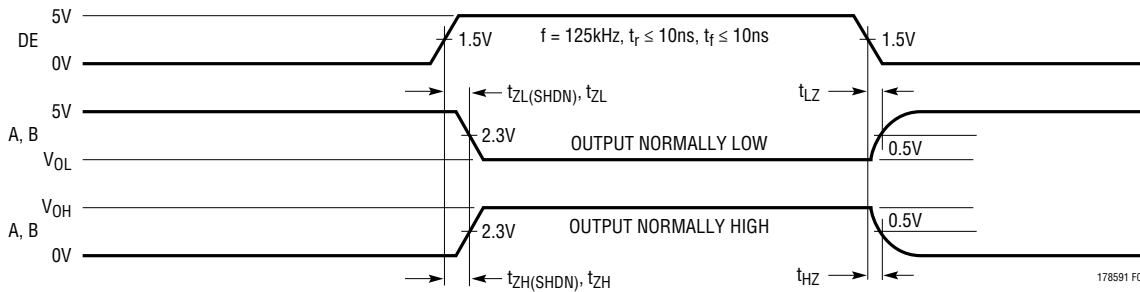 5V
DE
0V
1.5V
f = 125kHz, tr ≤ 10ns, tf ≤ 10ns
1.5V
tZL(SHDN), tZL
tLZ
5V
A, B
VOL
2.3V
OUTPUT NORMALLY LOW
0.5V
VOH
A, B
0V
2.3V
OUTPUT NORMALLY HIGH
0.5V
tZH(SHDN), tZH
tHZ
178591 FO